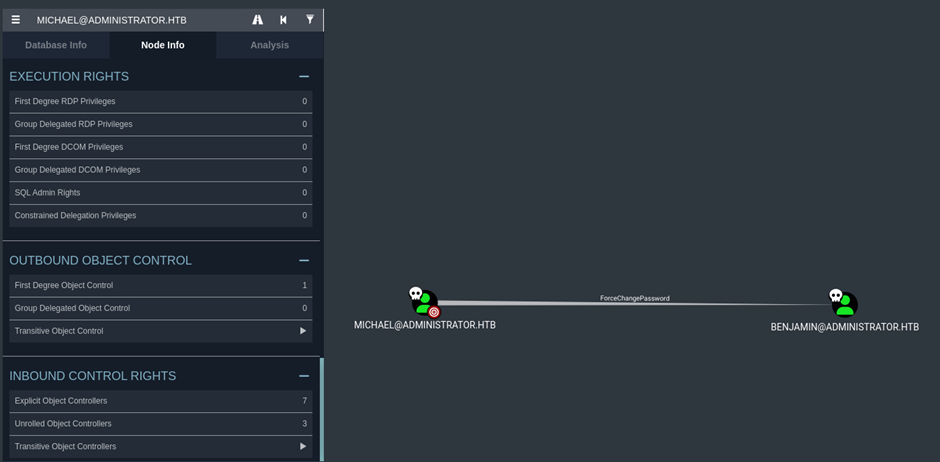 MICHAEL@ADMINISTRATOR.HTB
Database Info Node Info Analysis
EXECUTION RIGHTS
First Degree RDP Privileges 0
Group Delegated RDP Privileges 0
First Degree DCOM Privileges 0
Group Delegated DCOM Privileges 0
SQL Admin Rights 0
Constrained Delegation Privileges 0
OUTBOUND OBJECT CONTROL
First Degree Object Control 1
Group Delegated Object Control 0
Transitive Object Control
INBOUND CONTROL RIGHTS
Explicit Object Controllers 7
Unrolled Object Controllers 3
Transitive Object Controllers
ForceChangePassword
MICHAEL@ADMINISTRATOR.HTB
BENJAMIN@ADMINISTRATOR.HTB